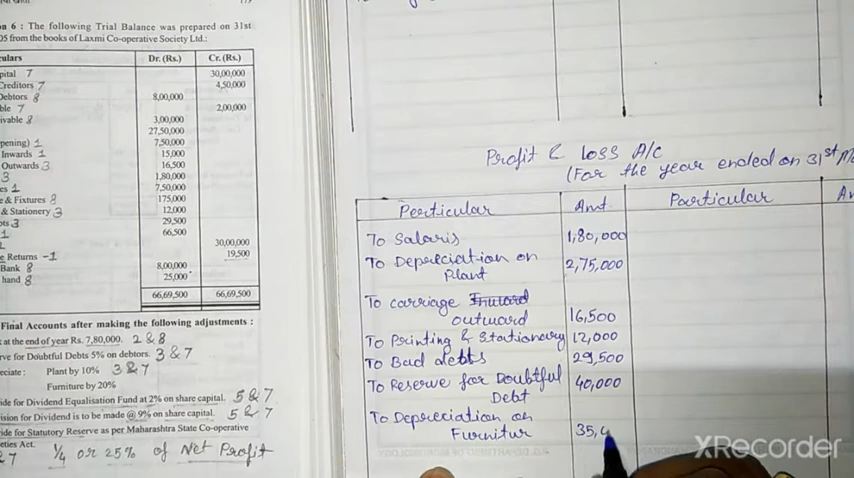 n 6 : The following Trial Balance was prepared on 31st
05 from the books of Laxmi Co-operative Society Ltd.:
culars Dr. (Rs.) Cr. (Rs.)
pital 7 30,00,000
Creditors 7 4,50,000
Debtors 8 8,00,000
ble 7 2,00,000
ivable 8 3,00,000
27,50,000
pening) 1 7,50,000
Inwards 1 15,000
Outwards 3 16,500
3 1,80,000
es 1 7,50,000
e & Fixtures 8 175,000
& Stationery 3 12,000
bts 3 29,500
1 66,500
30,00,000
e Returns -1 19,500
Bank 8 8,00,000
hand 8 25,000
66,69,500 66,69,500
Final Accounts after making the following adjustments :
at the end of year Rs. 7,80,000. 2 & 8
rve for Doubtful Debts 5% on debtors. 3 & 7
eciate : Plant by 10% 3 & 7
Furniture by 20%
ide for Dividend Equalisation Fund at 2% on share capital. 5 & 7
vision for Dividend is to be made @ 9% on share capital. 5 & 7
ide for Statutory Reserve as per Maharashtra State Co-operative
eties Act.
7 1/4 or 25% of Net Profit
Profit & Loss A/c
(For the year ended on 31st M
Perticular Amt Particular
To Salaris 1,80,000
To Depreciation on
Plant 2,75,000
To carriage Inward
outward 16,500
To Printing & Stationary 12,000
To Bad debts 29,500
To Reserve for Doubtful 40,000
Debt
To Depreciation on
Furnitur 35,
XRecorder